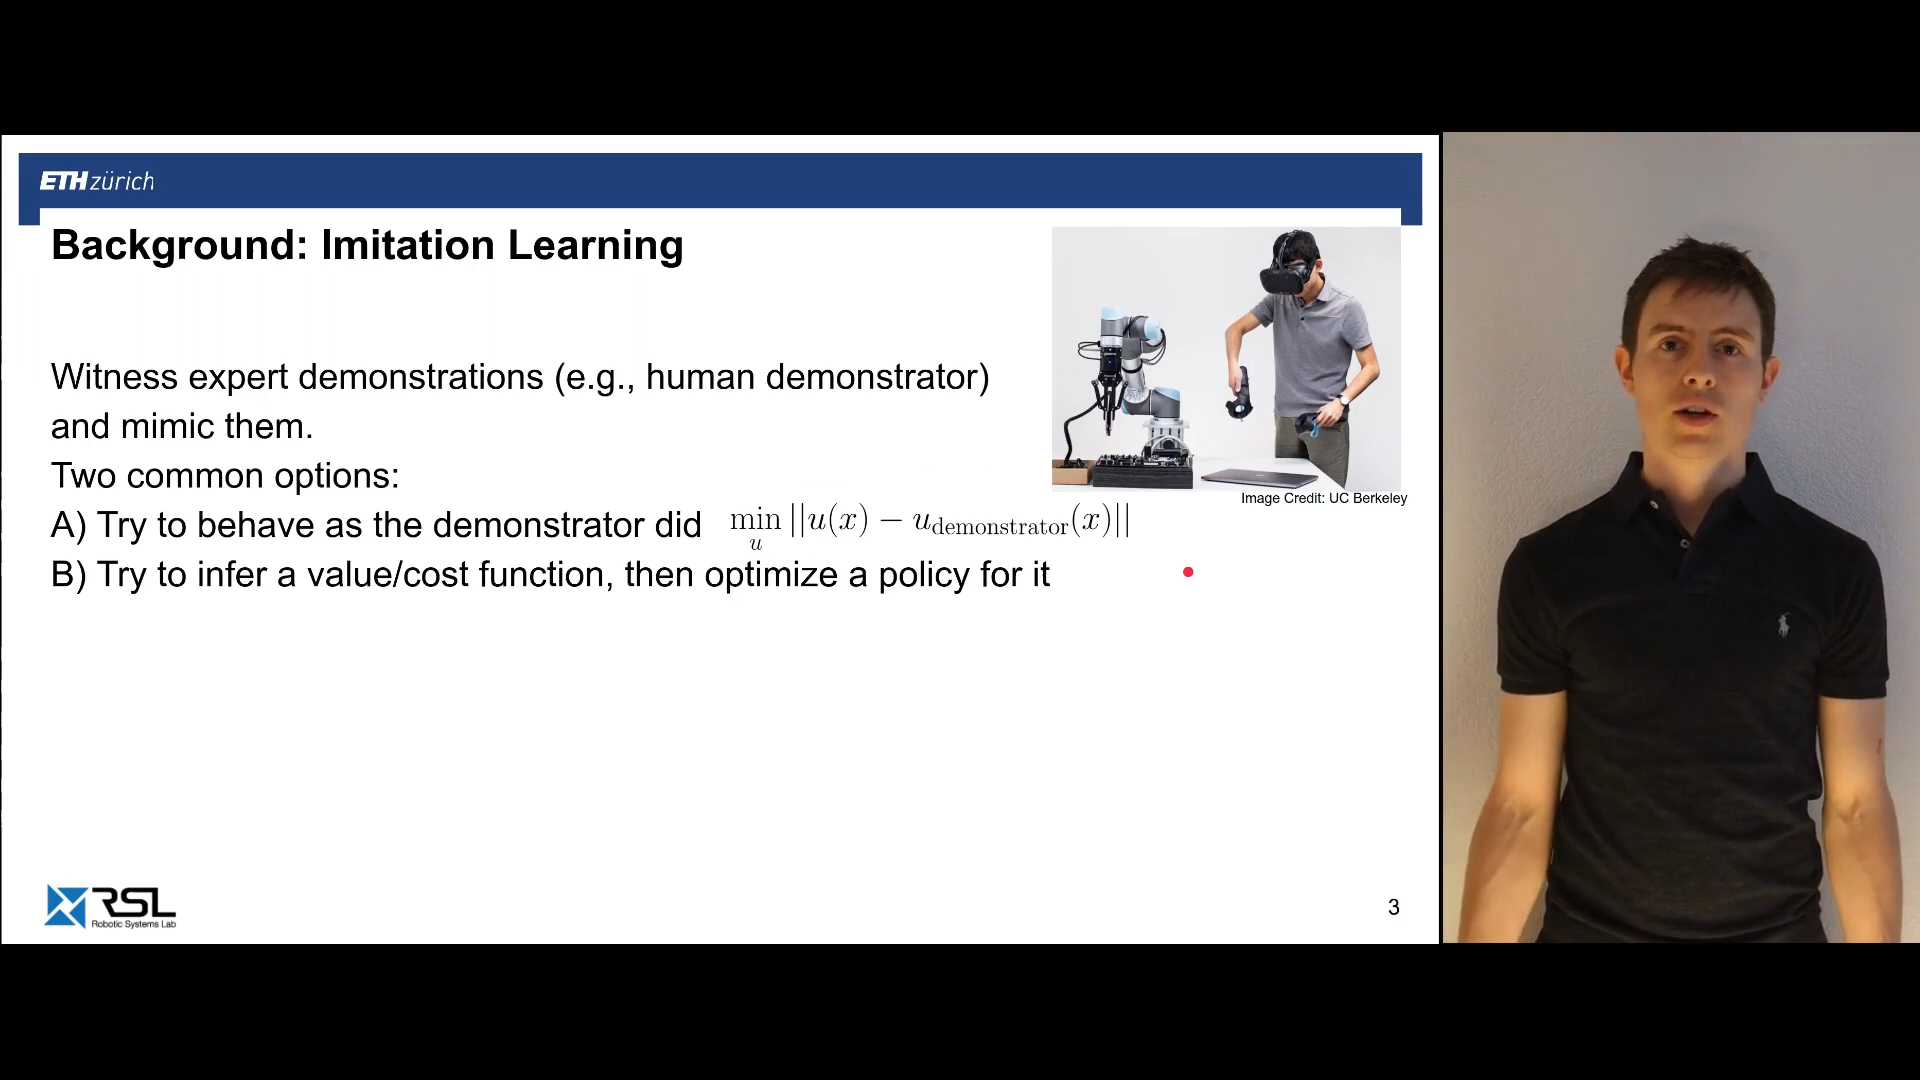 ETH zürich
Background: Imitation Learning
Witness expert demonstrations (e.g., human demonstrator)
and mimic them.
Two common options:
A) Try to behave as the demonstrator did min_u ||u(x) − u_demonstrator(x)||
B) Try to infer a value/cost function, then optimize a policy for it
Image Credit: UC Berkeley
RSL
Robotic Systems Lab
3